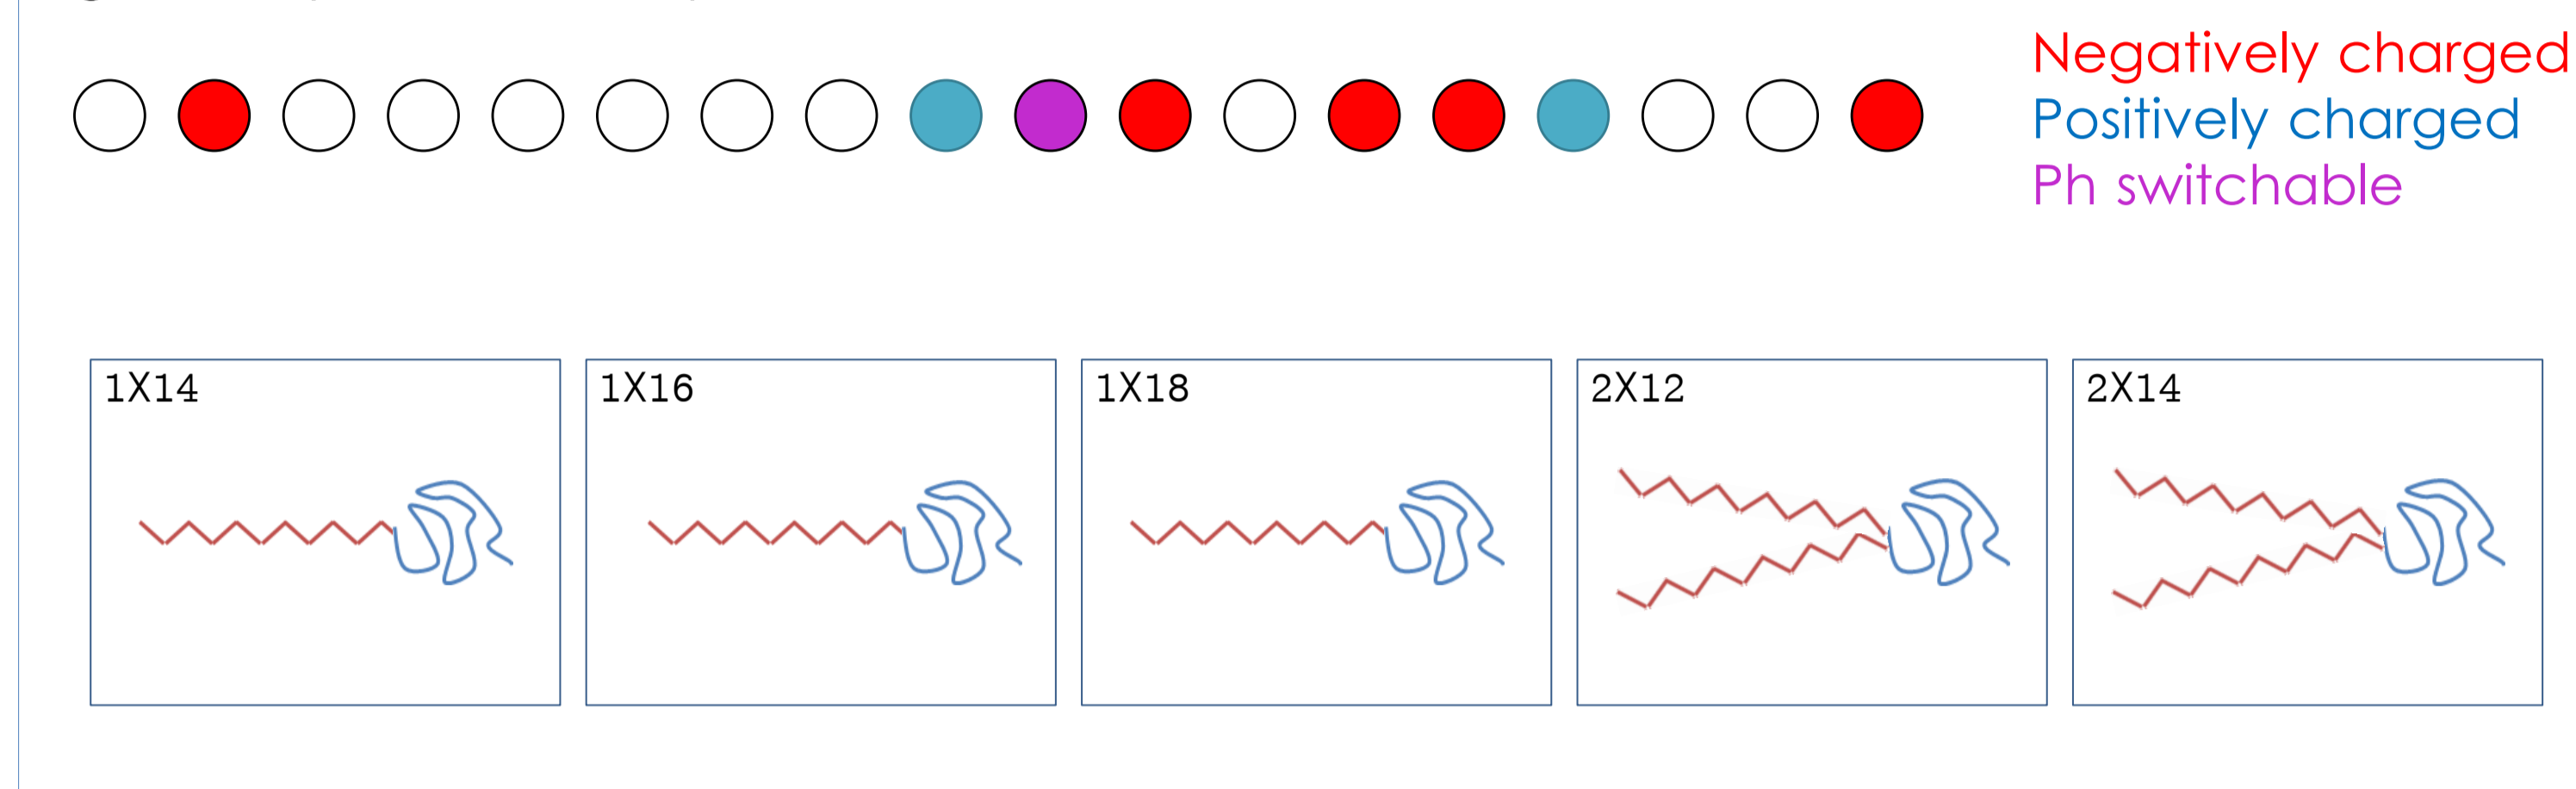 Negatively charged
Positively charged
Ph switchable
1X14
1X16
1X18
2X12
2X14